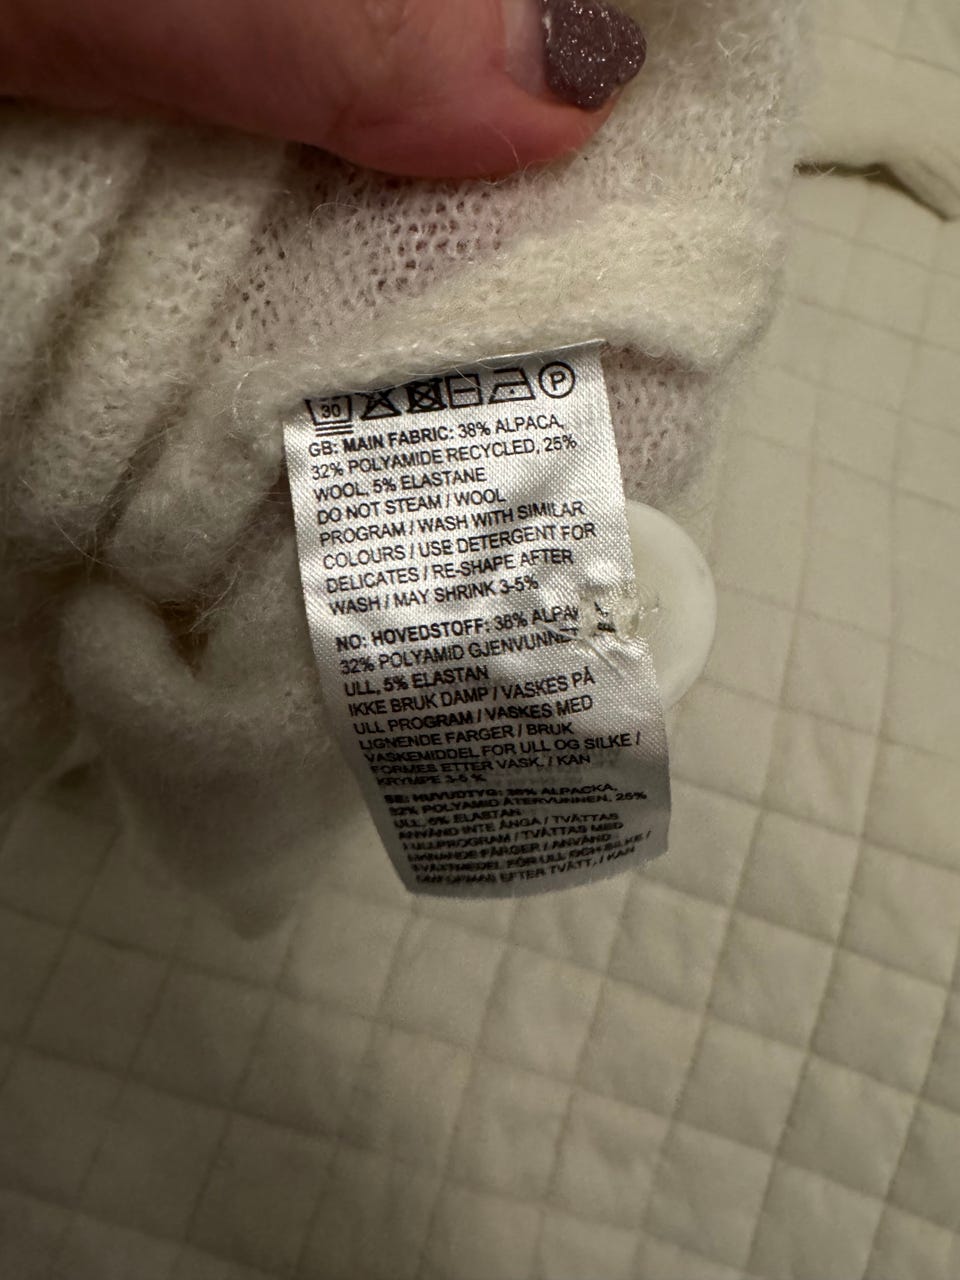 30 P
GB: MAIN FABRIC: 38% ALPACA,
32% POLYAMIDE RECYCLED, 25%
WOOL, 5% ELASTANE
DO NOT STEAM / WOOL
PROGRAM / WASH WITH SIMILAR
COLOURS / USE DETERGENT FOR
DELICATES / RE-SHAPE AFTER
WASH / MAY SHRINK 3-5%
NO: HOVEDSTOFF: 38%
32% POLYAMID
ULL, 5% ELASTAN
IKKE BRUK DAMP / VASKES PÅ
ULL PROGRAM / VASKES MED
LIGNENDE FARGER / BRUK
VASKEMIDDEL FOR ULL OG SILKE /
FORMES ETTER VASK. / KAN
KRYMPE 3-5 %
SE: HUVUDTYG: 38% ALPACKA,
32% POLYAMID ÅTERVUNNEN, 25%
ULL, 5% ELASTAN
ANVÄND INTE ÅNGA / TVÄTTAS
I ULLPROGRAM / TVÄTTAS MED
LIKNANDE FÄRGER / ANVÄND
TVÄTTMEDEL FÖR ULL OCH SILKE /
EFTER TVÄTT. / KAN